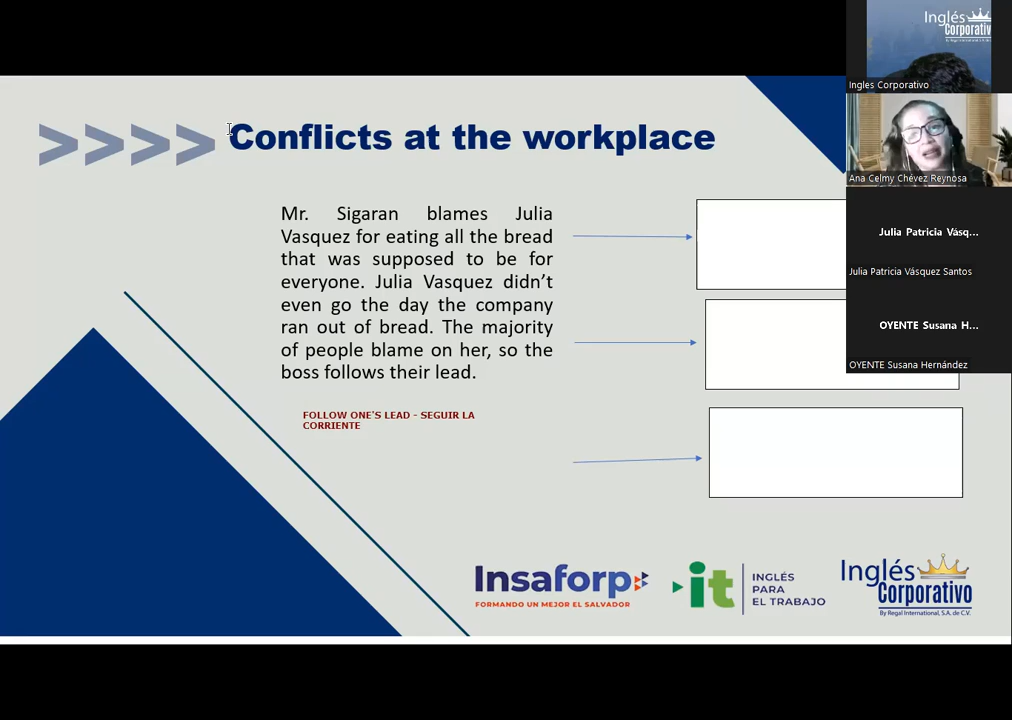 Inglés
Corporativo
By Regal International, S.A. de C.V.
Ingles Corporativo
Ana Celmy Chévez Reynosa
Julia Patricia Vásq...
Julia Patricia Vásquez Santos
OYENTE Susana H...
OYENTE Susana Hernández
>>>> Conflicts at the workplace
Mr. Sigaran blames Julia
Vasquez for eating all the bread
that was supposed to be for
everyone. Julia Vasquez didn’t
even go the day the company
ran out of bread. The majority
of people blame on her, so the
boss follows their lead.
FOLLOW ONE'S LEAD - SEGUIR LA
CORRIENTE
Insaforp
FORMANDO UN MEJOR EL SALVADOR
it
INGLÉS
PARA
EL TRABAJO
Inglés
Corporativo
By Regal International, S.A. de C.V.